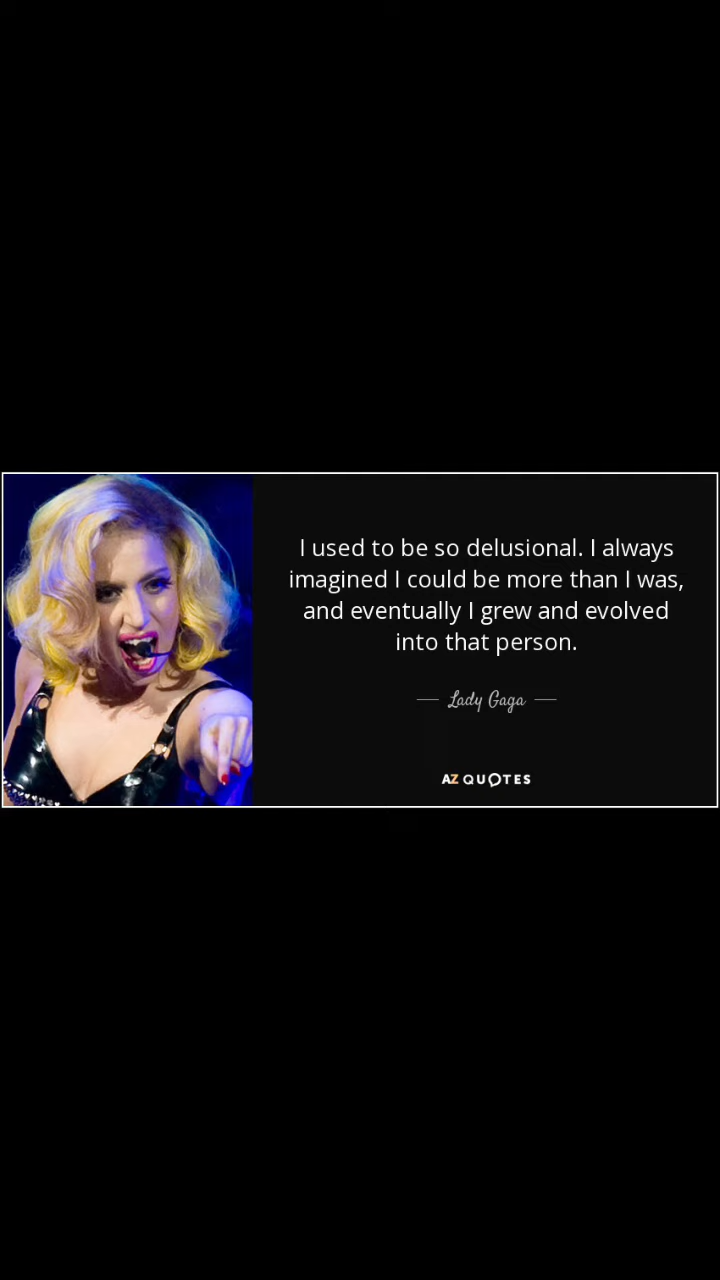 I used to be so delusional. I always
imagined I could be more than I was,
and eventually I grew and evolved
into that person.
Lady Gaga
AZ QUOTES